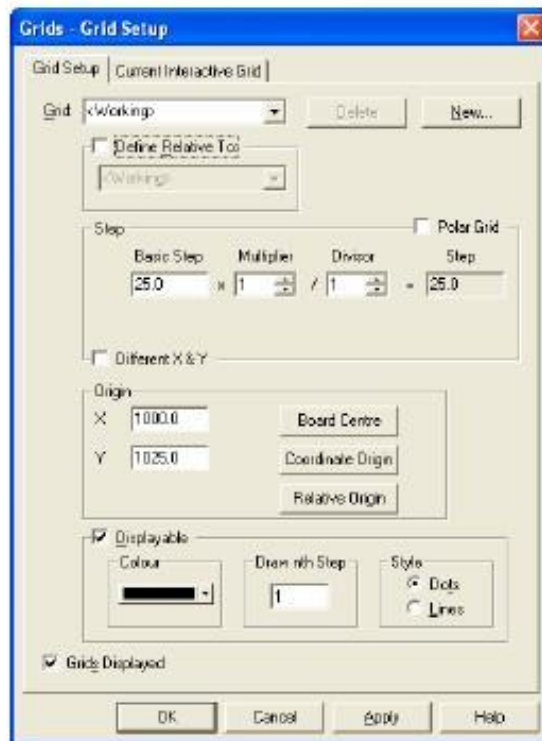 Grids - Grid Setup
Grid Setup Current Interactive Grid
Grid <Working> Delete New...
Define Relative To:
<Working>
Step Polar Grid
Basic Step Multiplier Divisor Step
25.0 x 1 / 1 = 25.0
Different X & Y
Origin
X 1000.0 Board Centre
Y 1025.0 Coordinate Origin
Relative Origin
Displayable
Colour Draw nth Step Style
1 Dots
Lines
Grids Displayed
OK Cancel Apply Help